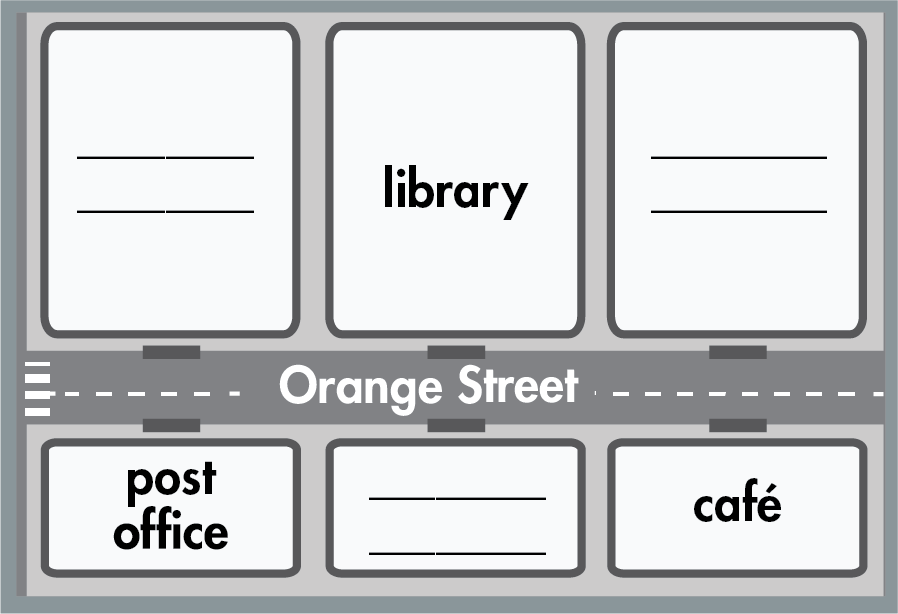 library
Orange Street
post
office
café